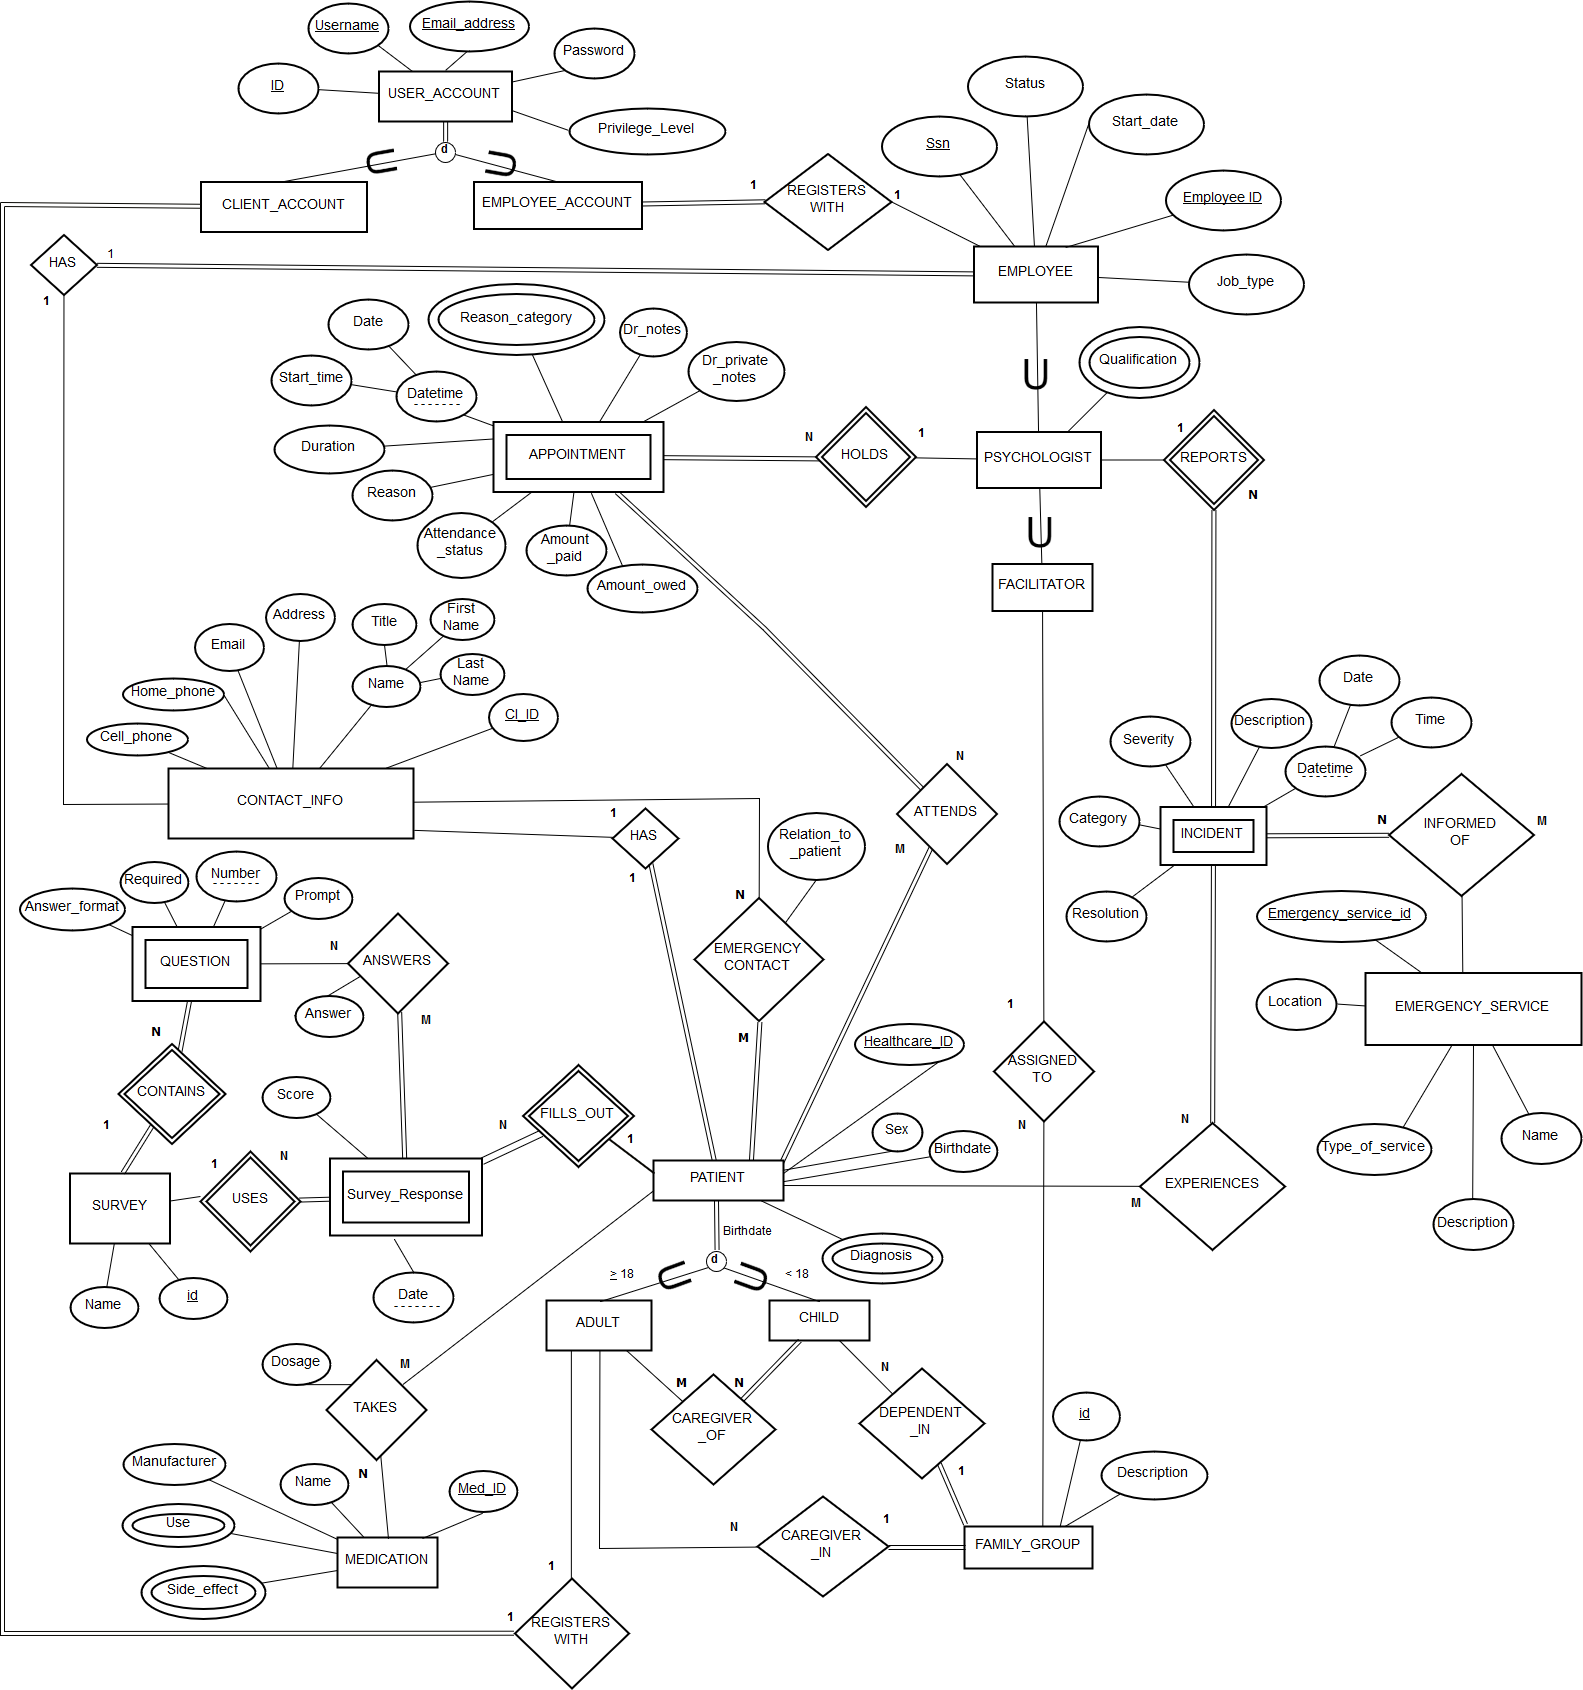 Username
Email_address
Password
ID
USER_ACCOUNT
Privilege_Level
d
CLIENT_ACCOUNT
EMPLOYEE_ACCOUNT
1
REGISTERS
WITH
1
Status
Start_date
Ssn
Employee ID
EMPLOYEE
Job_type
HAS
1
1
Reason_category
Date
Dr_notes
Start_time
Datetime
Dr_private
_notes
Duration
APPOINTMENT
Reason
Attendance
_status
Amount
_paid
Amount_owed
N
HOLDS
1
Qualification
PSYCHOLOGIST
1
REPORTS
N
FACILITATOR
Address
Title
First
Name
Email
Last
Name
Home_phone
Name
CI_ID
Cell_phone
CONTACT_INFO
1
HAS
1
Relation_to
_patient
N
ATTENDS
M
Date
Description
Time
Severity
Datetime
Category
INCIDENT
Resolution
N
INFORMED
OF
M
Emergency_service_id
Location
EMERGENCY_SERVICE
Type_of_service
Name
Description
Required
Number
Answer_format
Prompt
QUESTION
N
ANSWERS
Answer
M
N
EMERGENCY
CONTACT
M
N
CONTAINS
1
Score
N
FILLS_OUT
1
Healthcare_ID
Sex
Birthdate
1
ASSIGNED
TO
N
N
EXPERIENCES
M
SURVEY
1
USES
N
Survey_Response
PATIENT
Name
id
Date
Birthdate
d
Diagnosis
≥ 18
< 18
ADULT
CHILD
Dosage
M
TAKES
N
M
N
CAREGIVER
_OF
N
DEPENDENT
_IN
1
id
Description
Manufacturer
Name
Med_ID
Use
MEDICATION
Side_effect
N
CAREGIVER
_IN
1
FAMILY_GROUP
1
1
REGISTERS
WITH